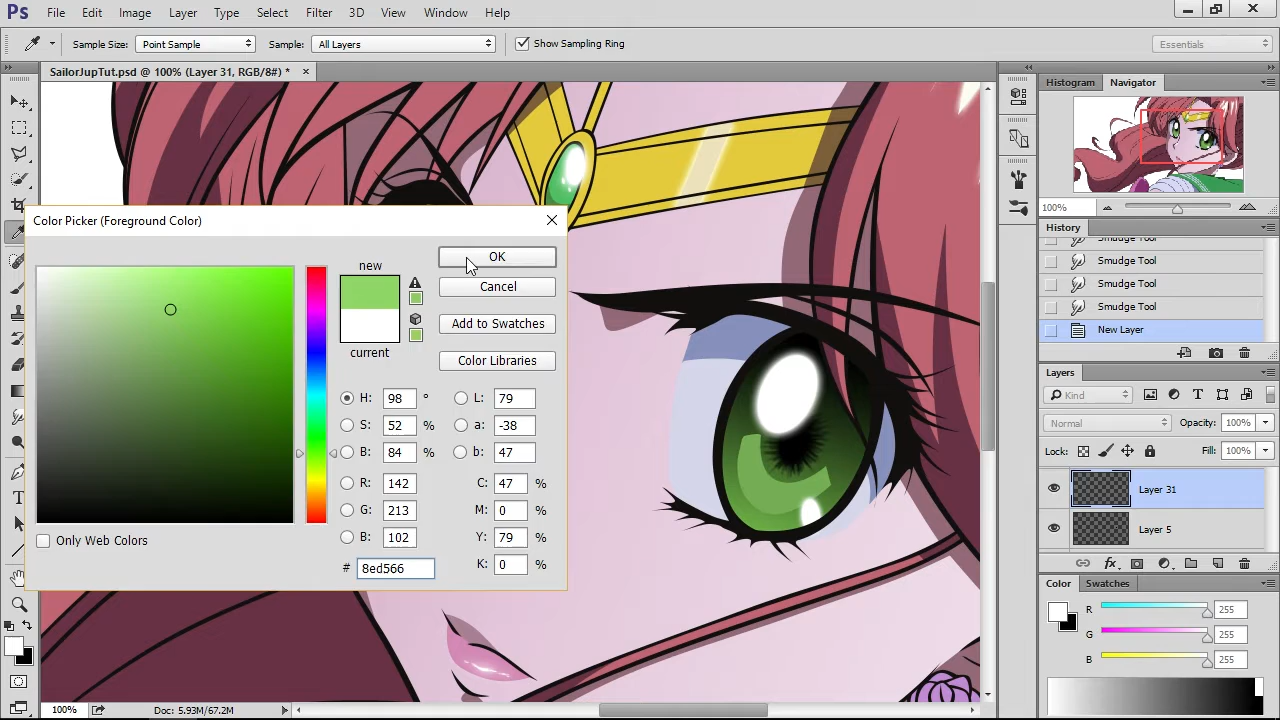 Ps File Edit Image Layer Type Select Filter 3D View Window Help
Sample Size: Point Sample Sample: All Layers Show Sampling Ring Essentials
SailorJupTut.psd @ 100% (Layer 31, RGB/8#) * ×
Histogram Navigator
100%
History
Smudge Tool
Smudge Tool
Smudge Tool
Smudge Tool
New Layer
Layers
Kind
Normal Opacity: 100%
Lock: Fill: 100%
Layer 31
Layer 5
fx
Color Swatches
R 255
G 255
B 255
Color Picker (Foreground Color)
new
current
OK
Cancel
Add to Swatches
Color Libraries
H: 98 ° L: 79
S: 52 % a: -38
B: 84 % b: 47
R: 142 C: 47 %
G: 213 M: 0 %
B: 102 Y: 79 %
# 8ed566 K: 0 %
Only Web Colors
T
100% Doc: 5.93M/67.2M